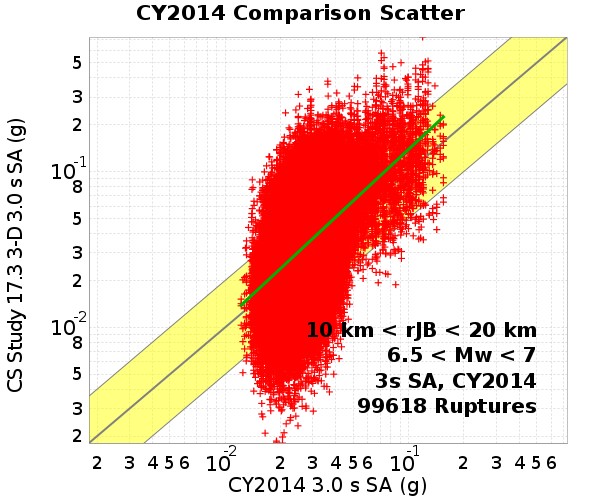 CY2014 Comparison Scatter
CS Study 17.3 3-D 3.0 s SA (g)
5
3
2
10^-1
8
5
3
2
10^-2
8
5
3
2
10 km < rJB < 20 km
6.5 < Mw < 7
3s SA, CY2014
99618 Ruptures
2 3 4 5 6 10^-2 2 3 4 5 6 10^-1 2 3 4 5 6
CY2014 3.0 s SA (g)